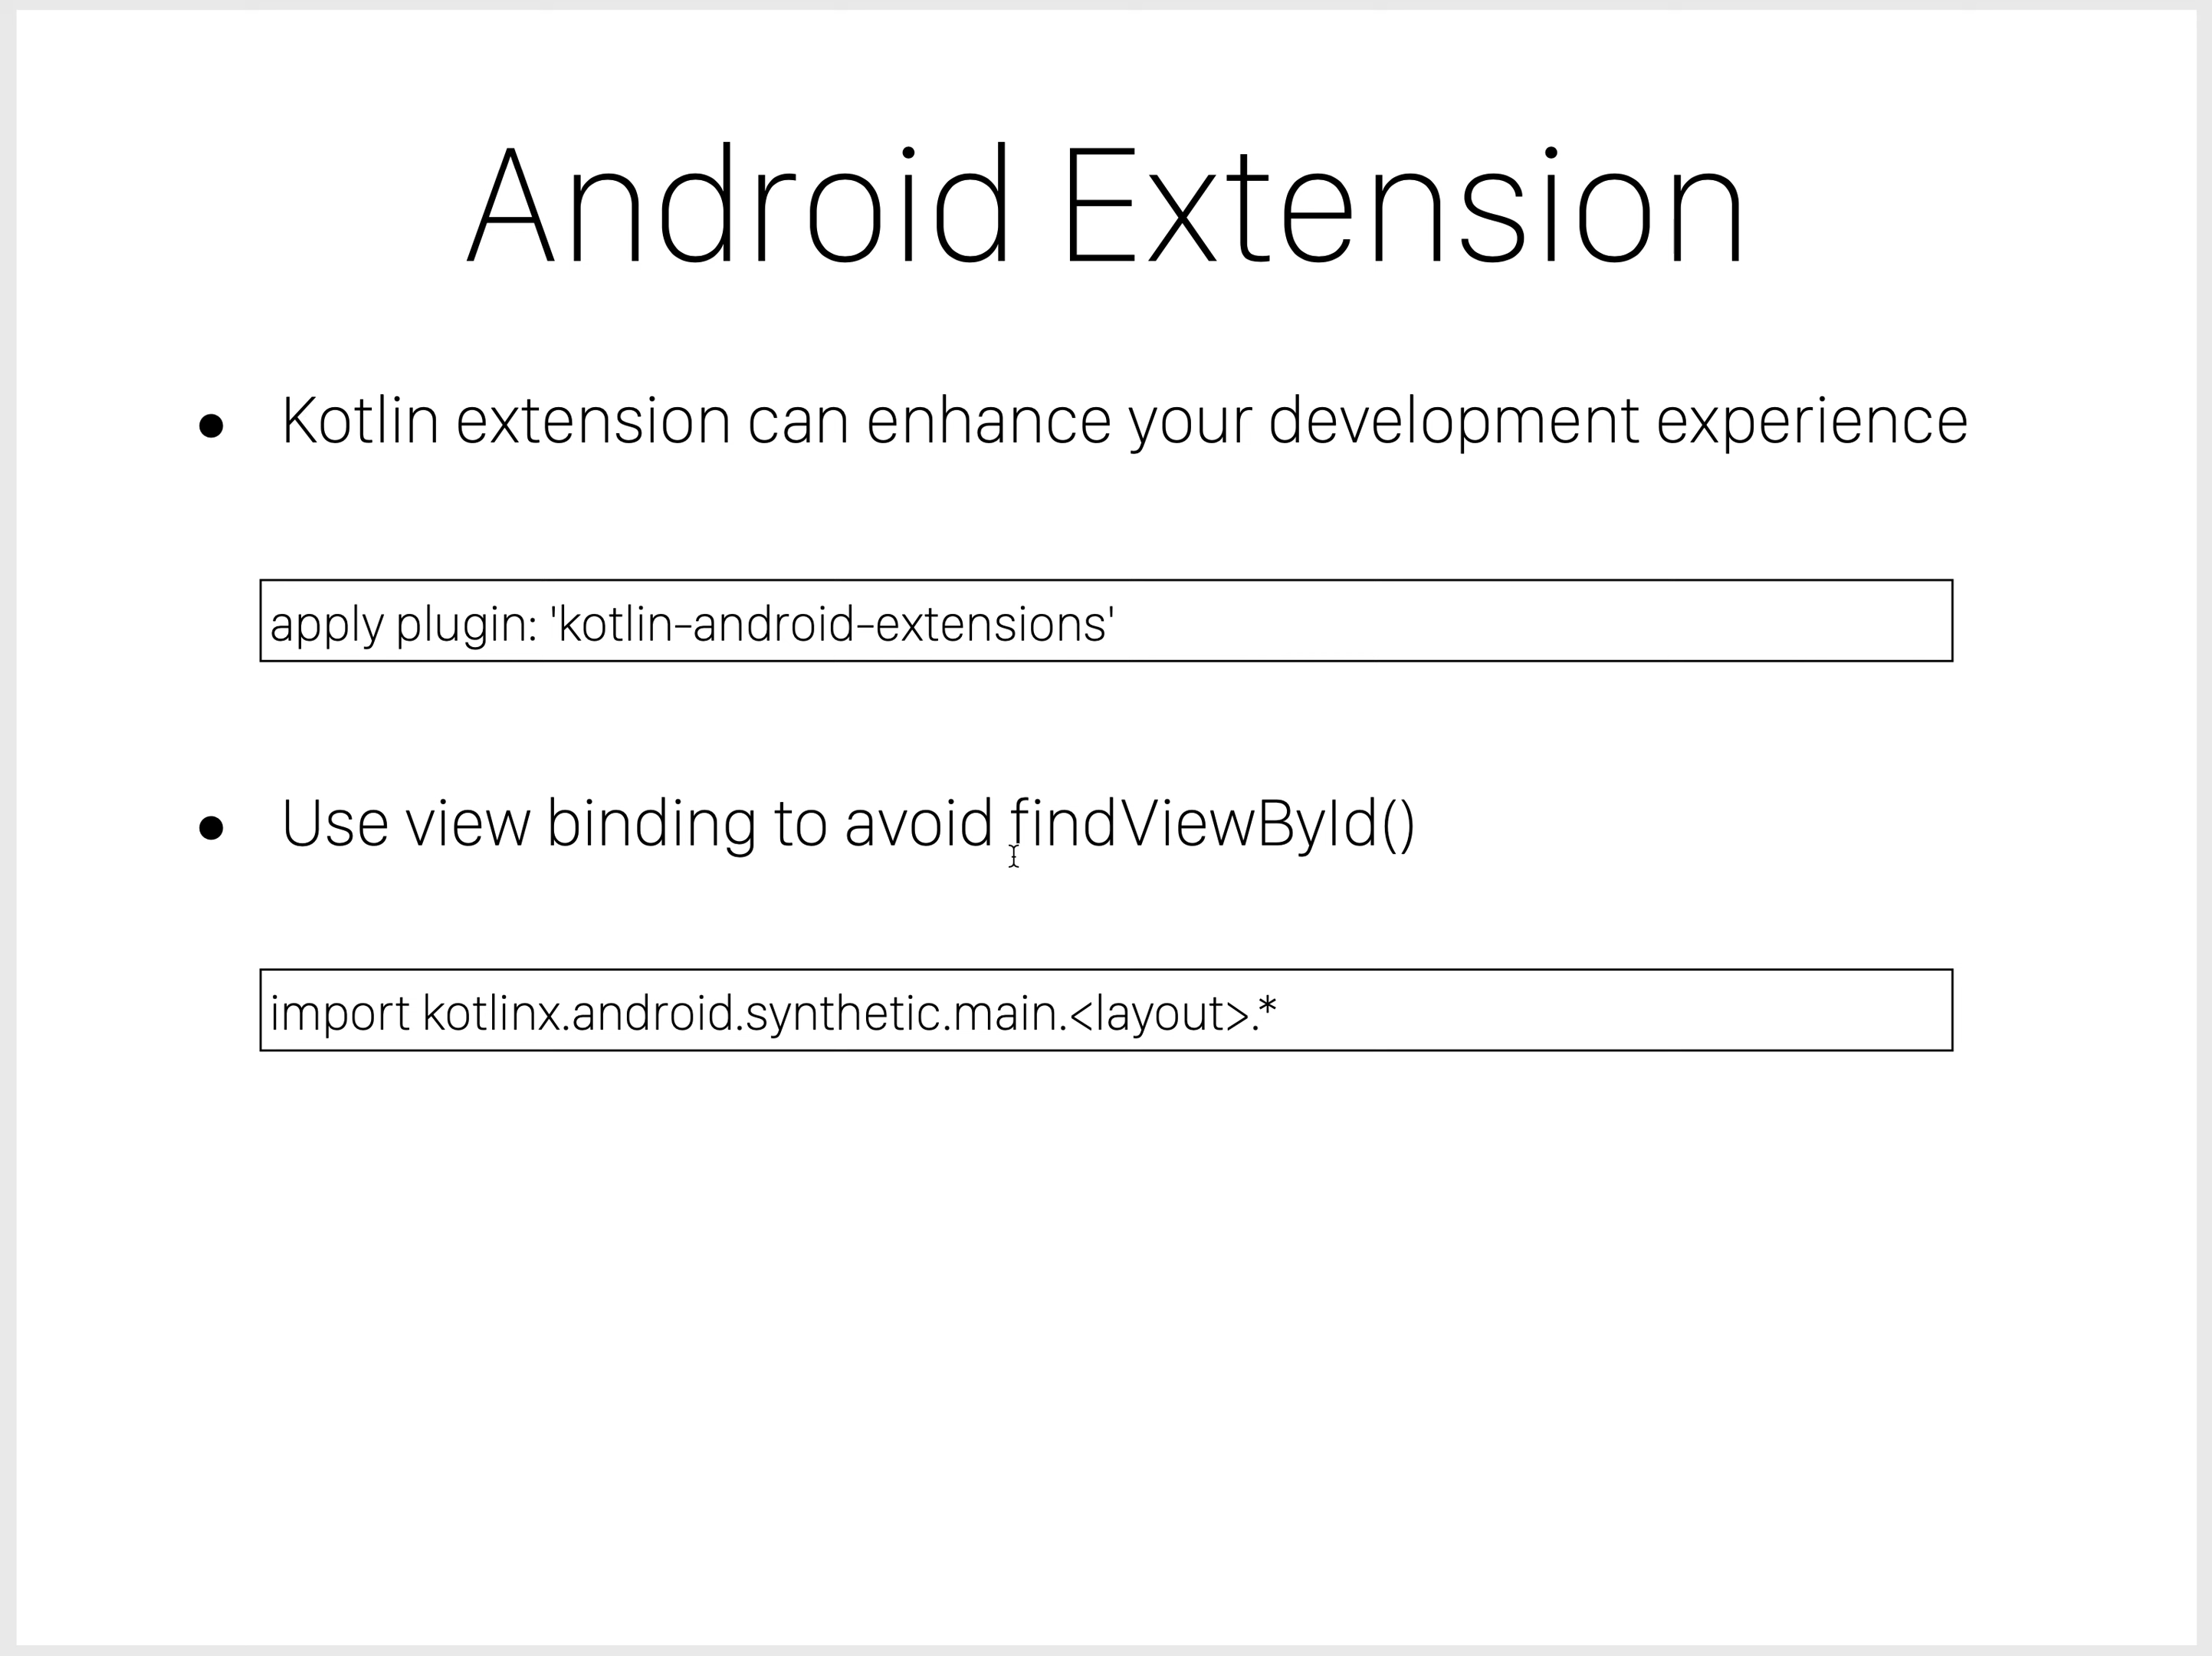 Android Extension
• Kotlin extension can enhance your development experience
apply plugin: 'kotlin-android-extensions'
• Use view binding to avoid findViewById()
import kotlinx.android.synthetic.main.<layout>.*